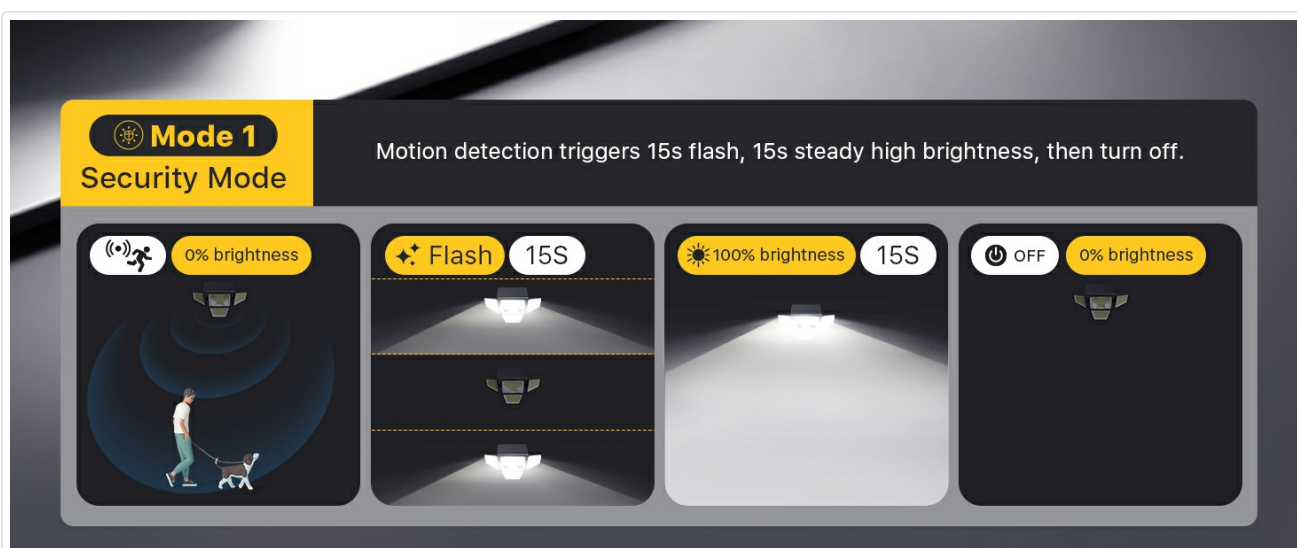 Mode 1
Security Mode
Motion detection triggers 15s flash, 15s steady high brightness, then turn off.
0% brightness
Flash 15S
100% brightness 15S
OFF 0% brightness